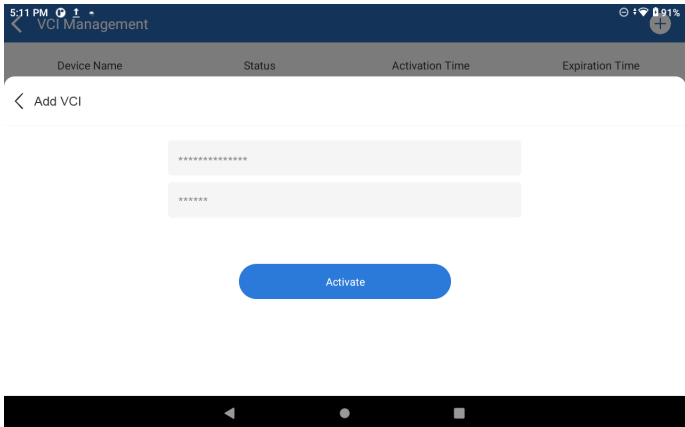 5:11 PM
91%
VCI Management
Device Name Status Activation Time Expiration Time
Add VCI
**************
******
Activate